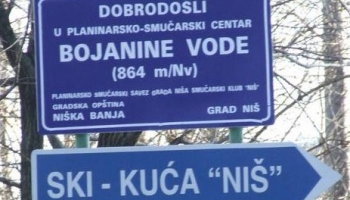 DOBRODOŠLI
U PLANINARSKO-SMUČARSKI CENTAR
BOJANINE VODE
(864 m/Nv)
PLANINARSKO SMUČARSKI SAVEZ GRADA NIŠA SMUČARSKI KLUB "NIŠ"
GRADSKA OPŠTINA
NIŠKA BANJA GRAD NIŠ
SKI - KUĆA "NIŠ"